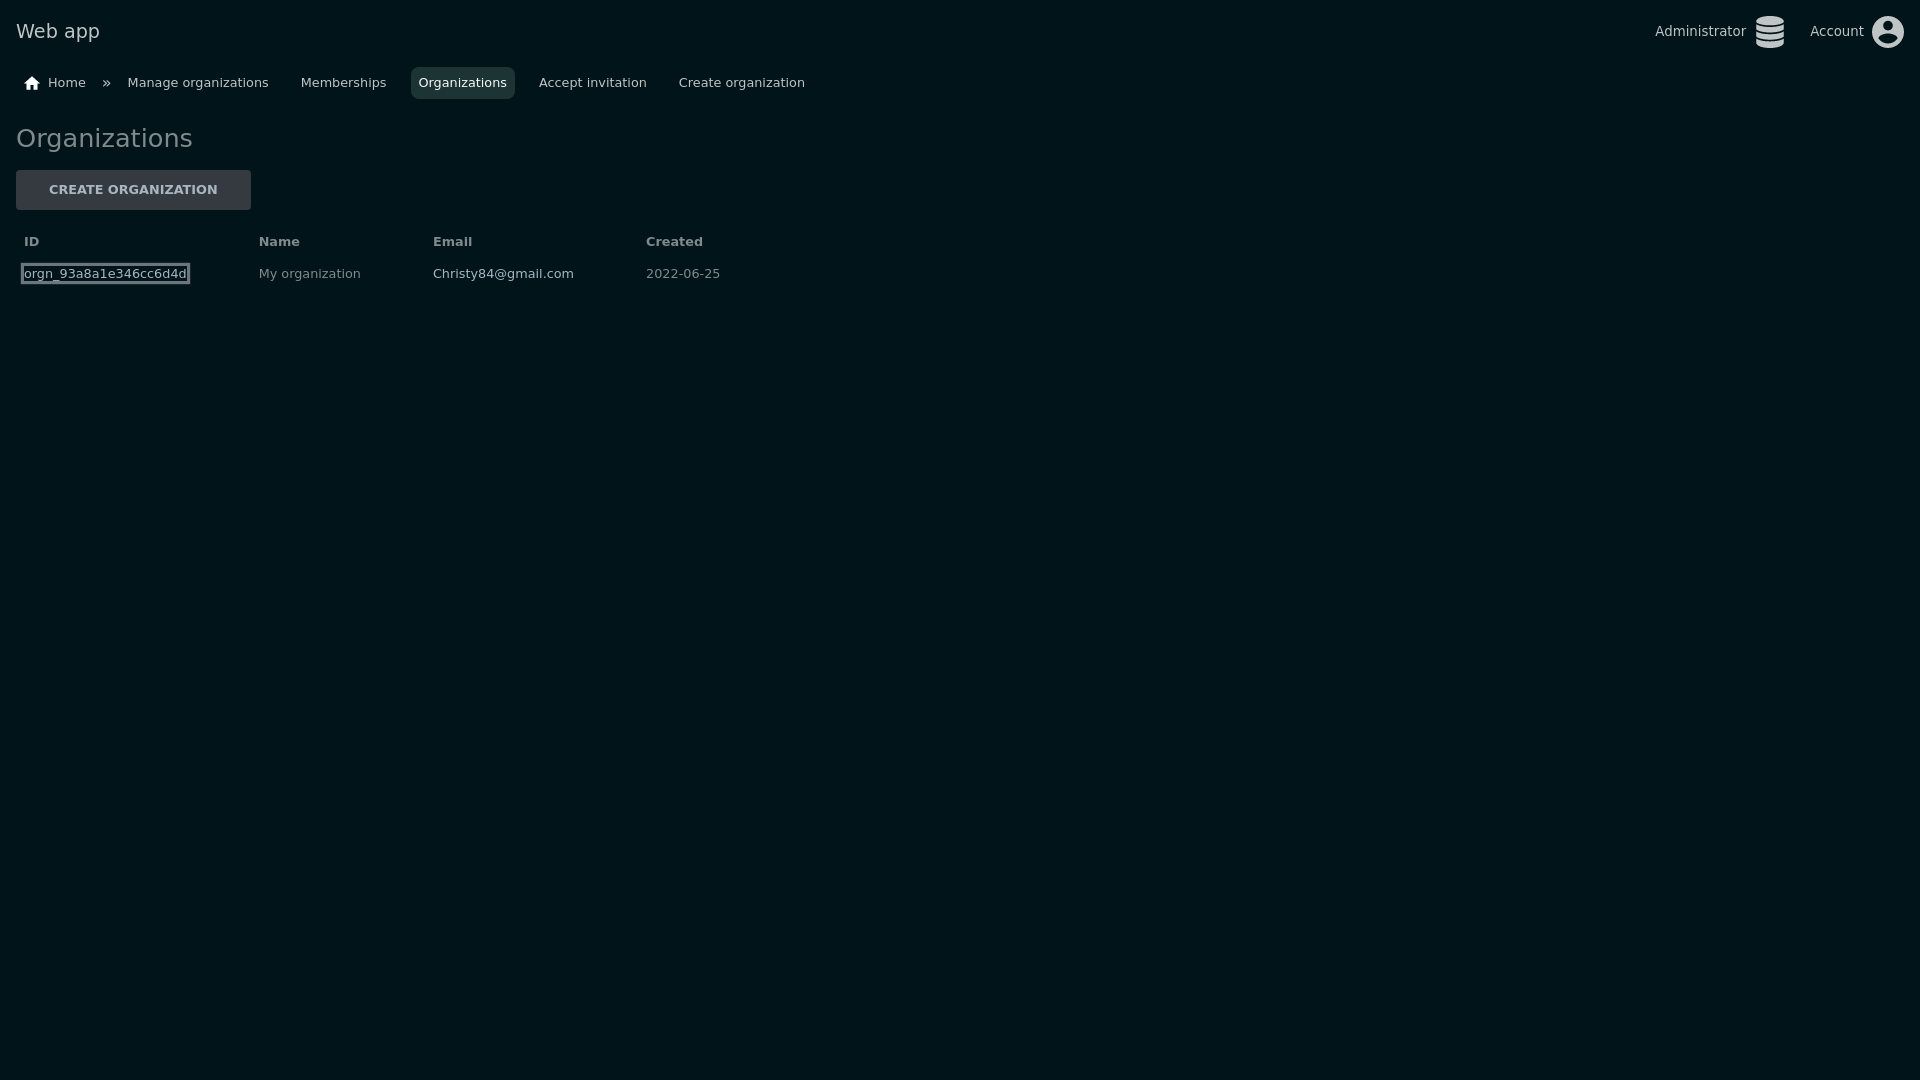 Web app
Administrator
Account
Home » Manage organizations Memberships Organizations Accept invitation Create organization
Organizations
CREATE ORGANIZATION
ID Name Email Created
orgn_93a8a1e346cc6d4d My organization Christy84@gmail.com 2022-06-25